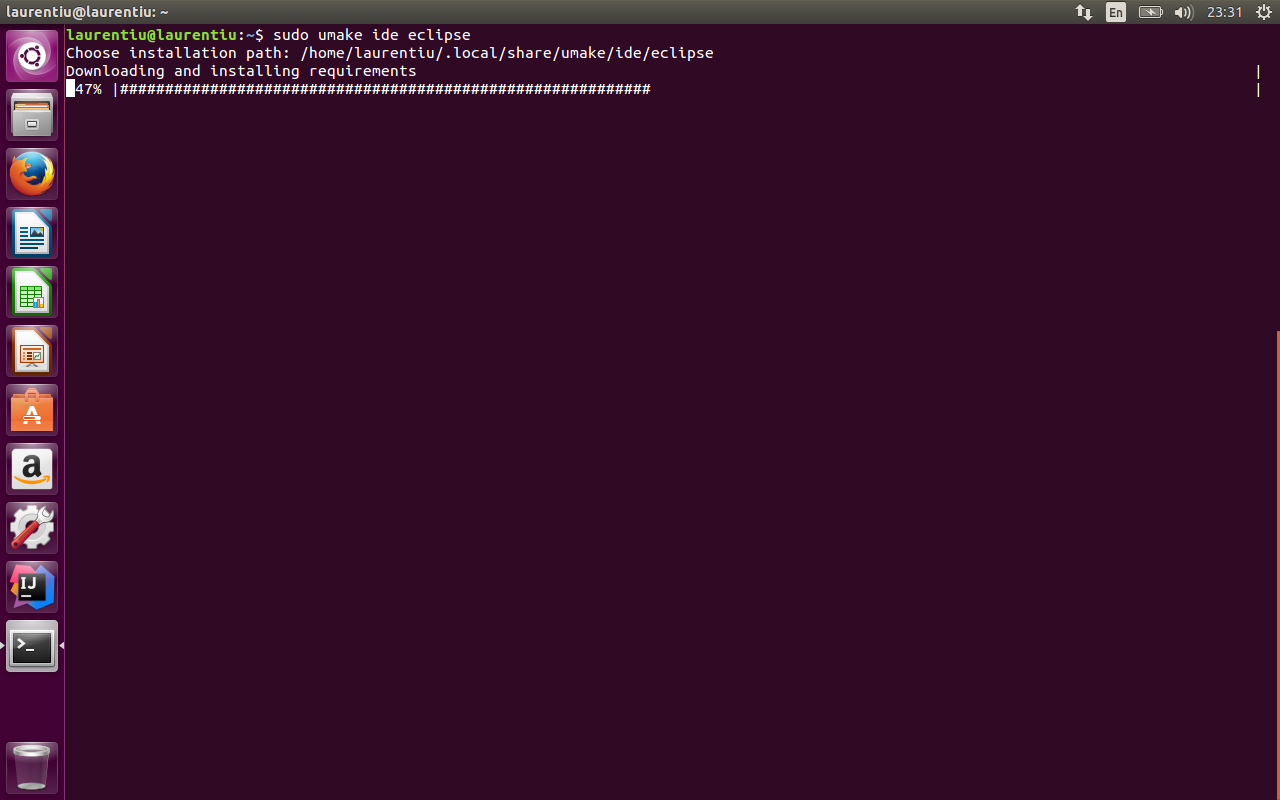 laurentiu@laurentiu: ~
En
23:31
laurentiu@laurentiu:~$ sudo umake ide eclipse
Choose installation path: /home/laurentiu/.local/share/umake/ide/eclipse
Downloading and installing requirements |
47% |########################################################### |
A
a
IJ
>_